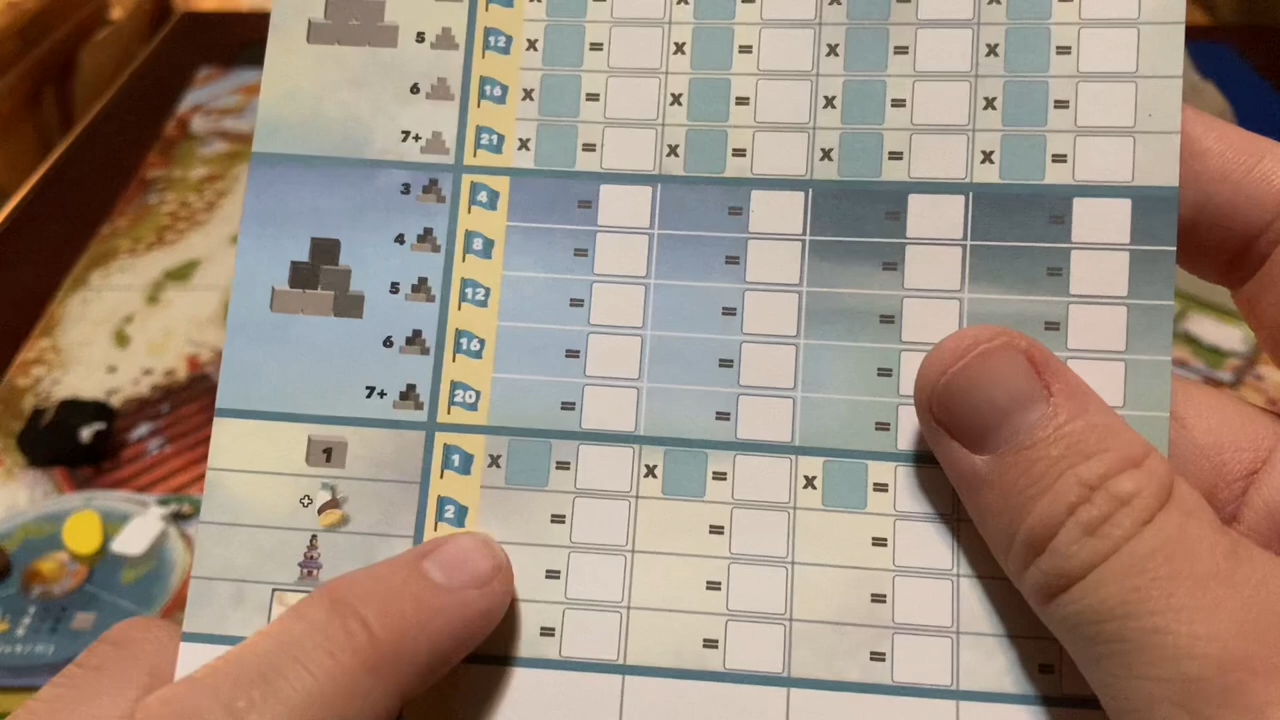 x = x = x = x =
5 12 x = x = x = x =
6 16 x = x = x = x =
7+ 21 x = x = x = x =
3 4 = = = =
4 8 = = = =
5 12 = = = =
6 16 = = =
7+ 20 = = =
1 1 x = x = x =
+ 2 = = =
= = =
= = = =